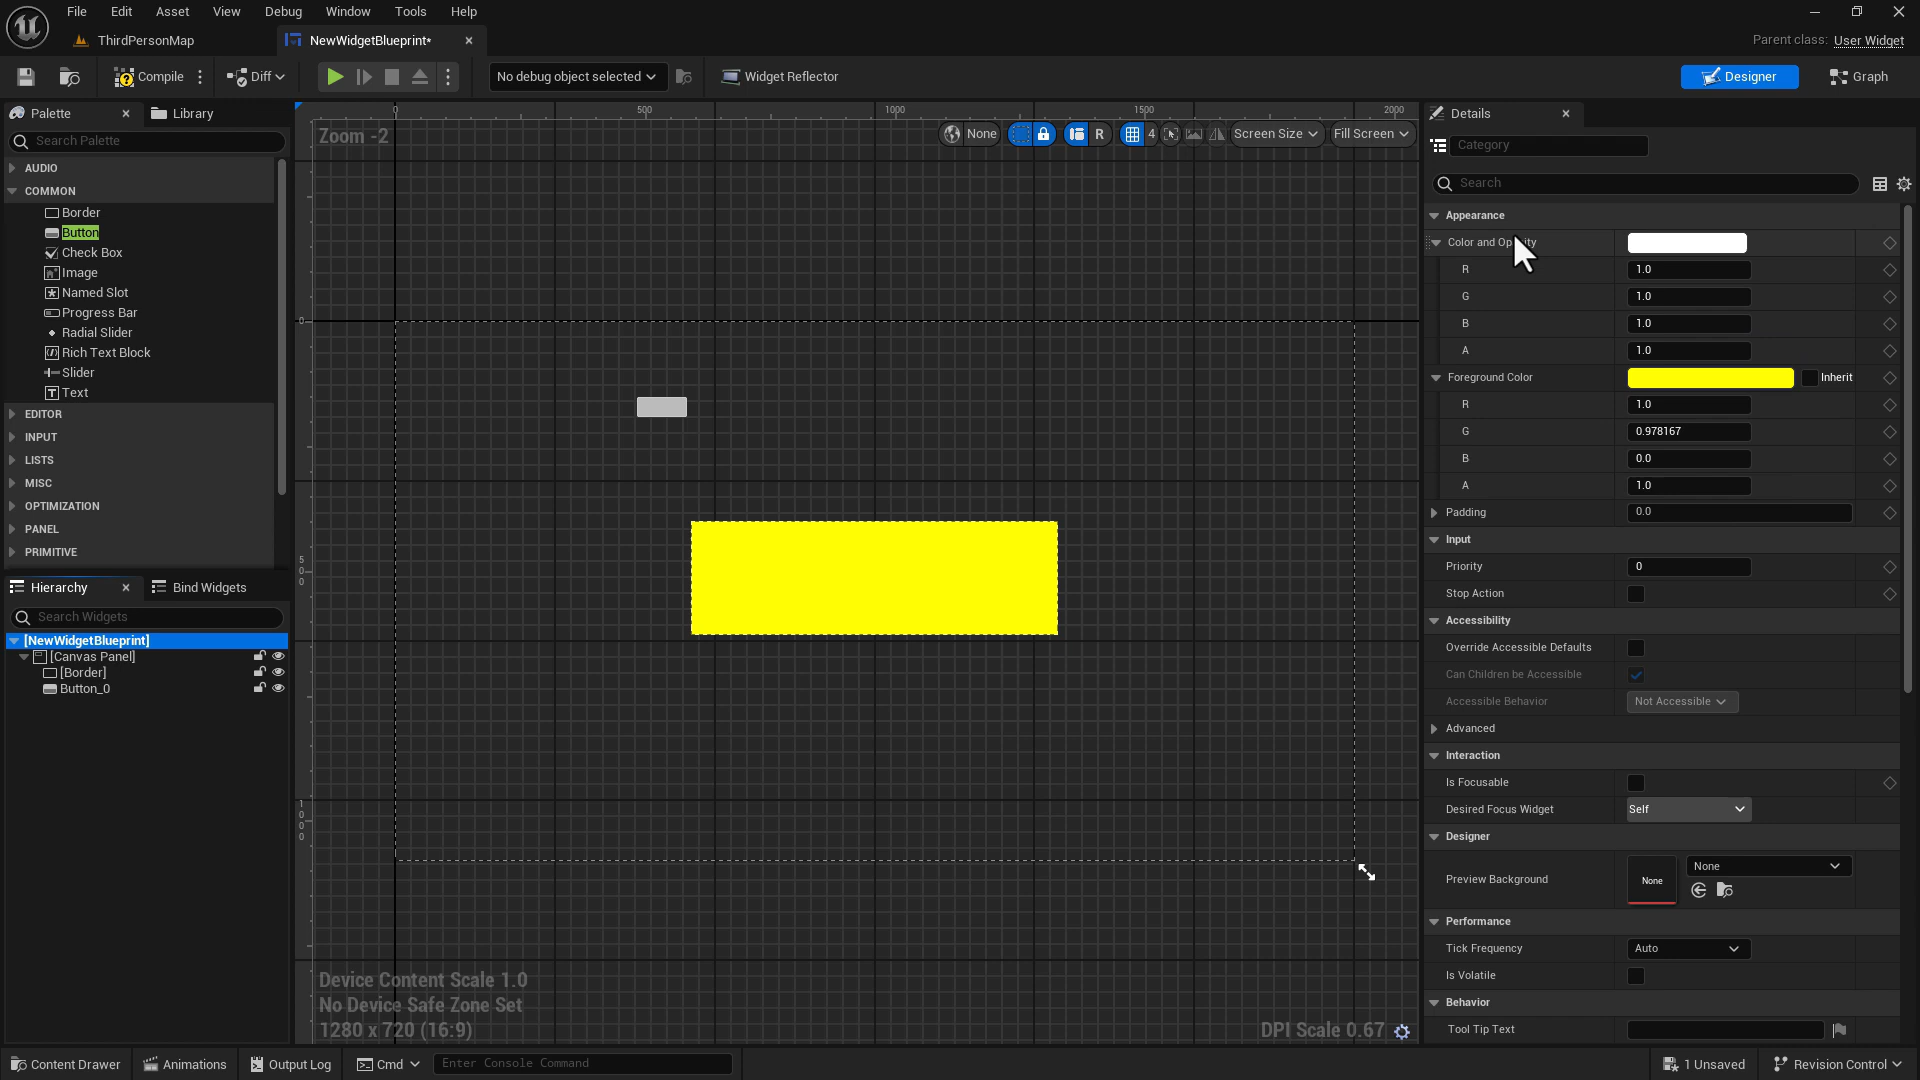 File Edit Asset View Debug Window Tools Help
ThirdPersonMap
NewWidgetBlueprint*
Parent class: User Widget
Compile
Diff
No debug object selected
Widget Reflector
Designer
Graph
Palette
Library
Search Palette
AUDIO
COMMON
Border
Button
Check Box
Image
Named Slot
Progress Bar
Radial Slider
Rich Text Block
Slider
Text
EDITOR
INPUT
LISTS
MISC
OPTIMIZATION
PANEL
PRIMITIVE
Hierarchy
Bind Widgets
Search Widgets
[NewWidgetBlueprint]
[Canvas Panel]
[Border]
Button_0
0 500 1000 1500 2000
Zoom -2
None
R
4
Screen Size
Fill Screen
0
500
1000
Device Content Scale 1.0
No Device Safe Zone Set
1280 x 720 (16:9)
DPI Scale 0.67
Details
Category
Search
Appearance
R 1.0
G 1.0
B 1.0
A 1.0
Foreground Color Inherit
R 1.0
G 0.978167
B 0.0
A 1.0
Padding 0.0
Input
Priority 0
Stop Action
Accessibility
Override Accessible Defaults
Can Children be Accessible
Accessible Behavior Not Accessible
Advanced
Interaction
Is Focusable
Desired Focus Widget Self
Designer
Preview Background None None
Performance
Tick Frequency Auto
Is Volatile
Behavior
Tool Tip Text
Content Drawer
Animations
Output Log
Cmd
Enter Console Command
1 Unsaved
Revision Control